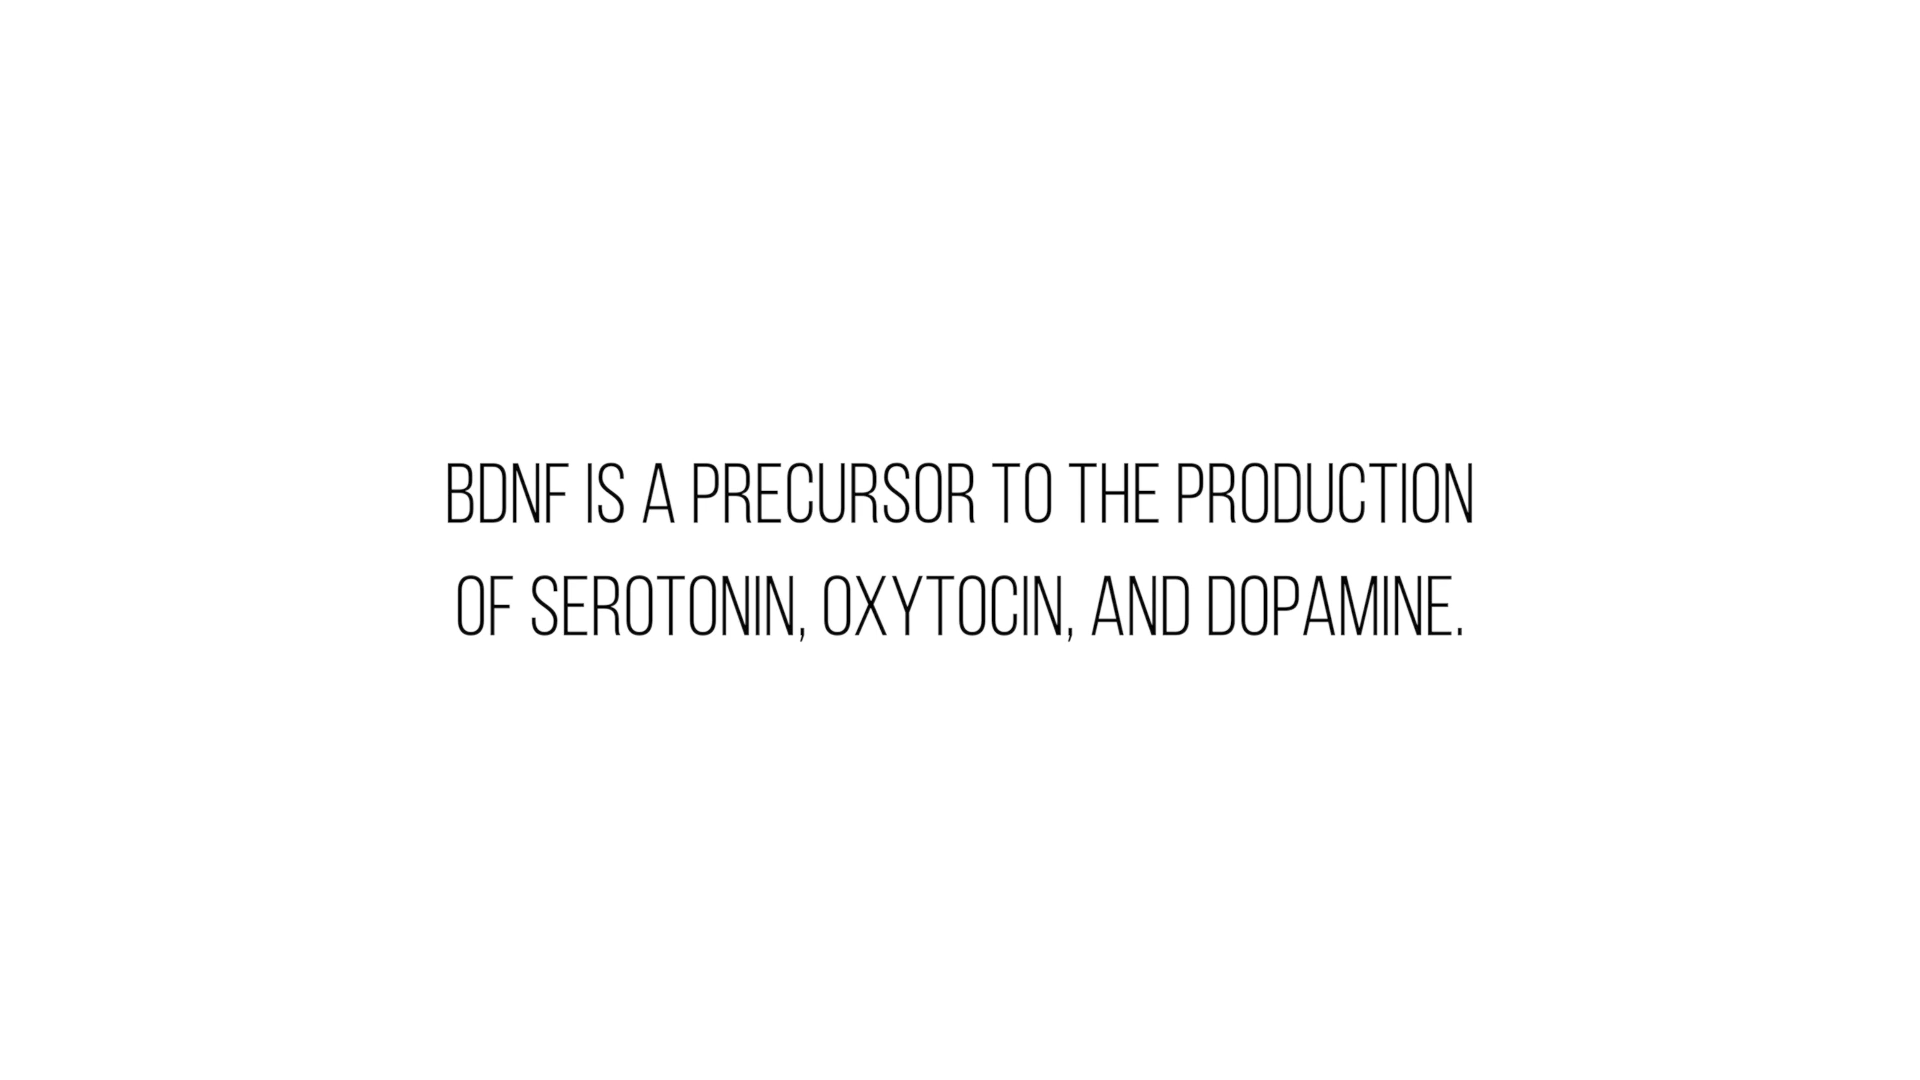 BDNF IS A PRECURSOR TO THE PRODUCTION
OF SEROTONIN, OXYTOCIN, AND DOPAMINE.